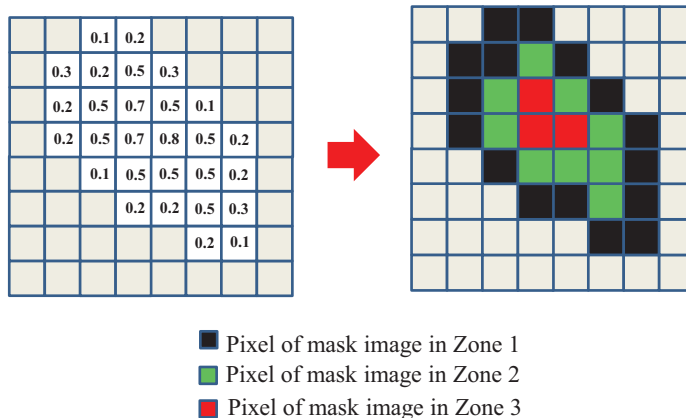 0.1 0.2
0.3 0.2 0.5 0.3
0.2 0.5 0.7 0.5 0.1
0.2 0.5 0.7 0.8 0.5 0.2
0.1 0.5 0.5 0.5 0.2
0.2 0.2 0.5 0.3
0.2 0.1
Pixel of mask image in Zone 1
Pixel of mask image in Zone 2
Pixel of mask image in Zone 3